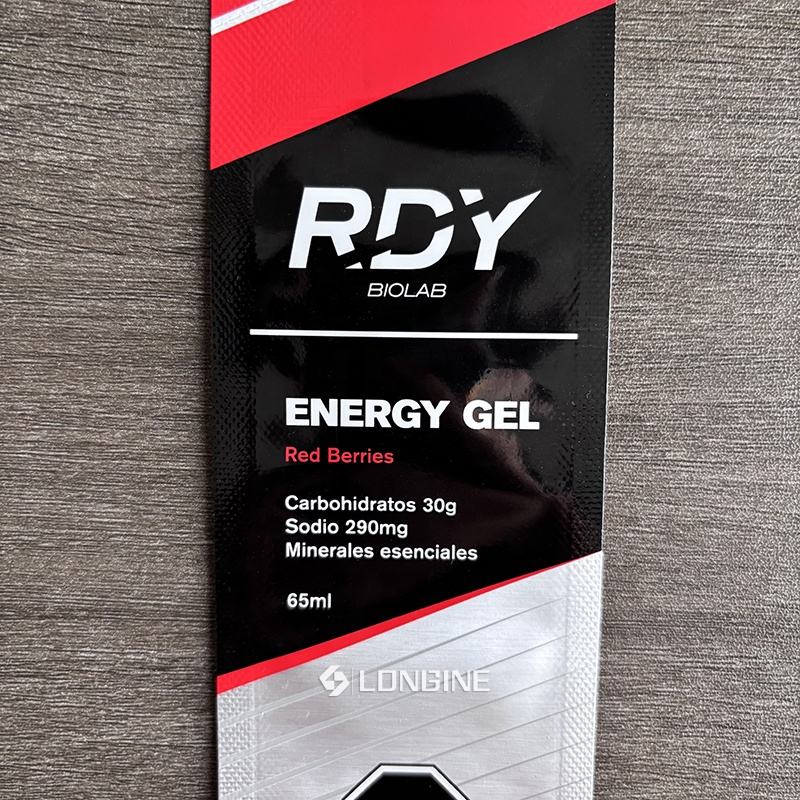 RDY
BIOLAB
ENERGY GEL
Red Berries
Carbohidratos 30g
Sodio 290mg
Minerales esenciales
65ml
LONGINE